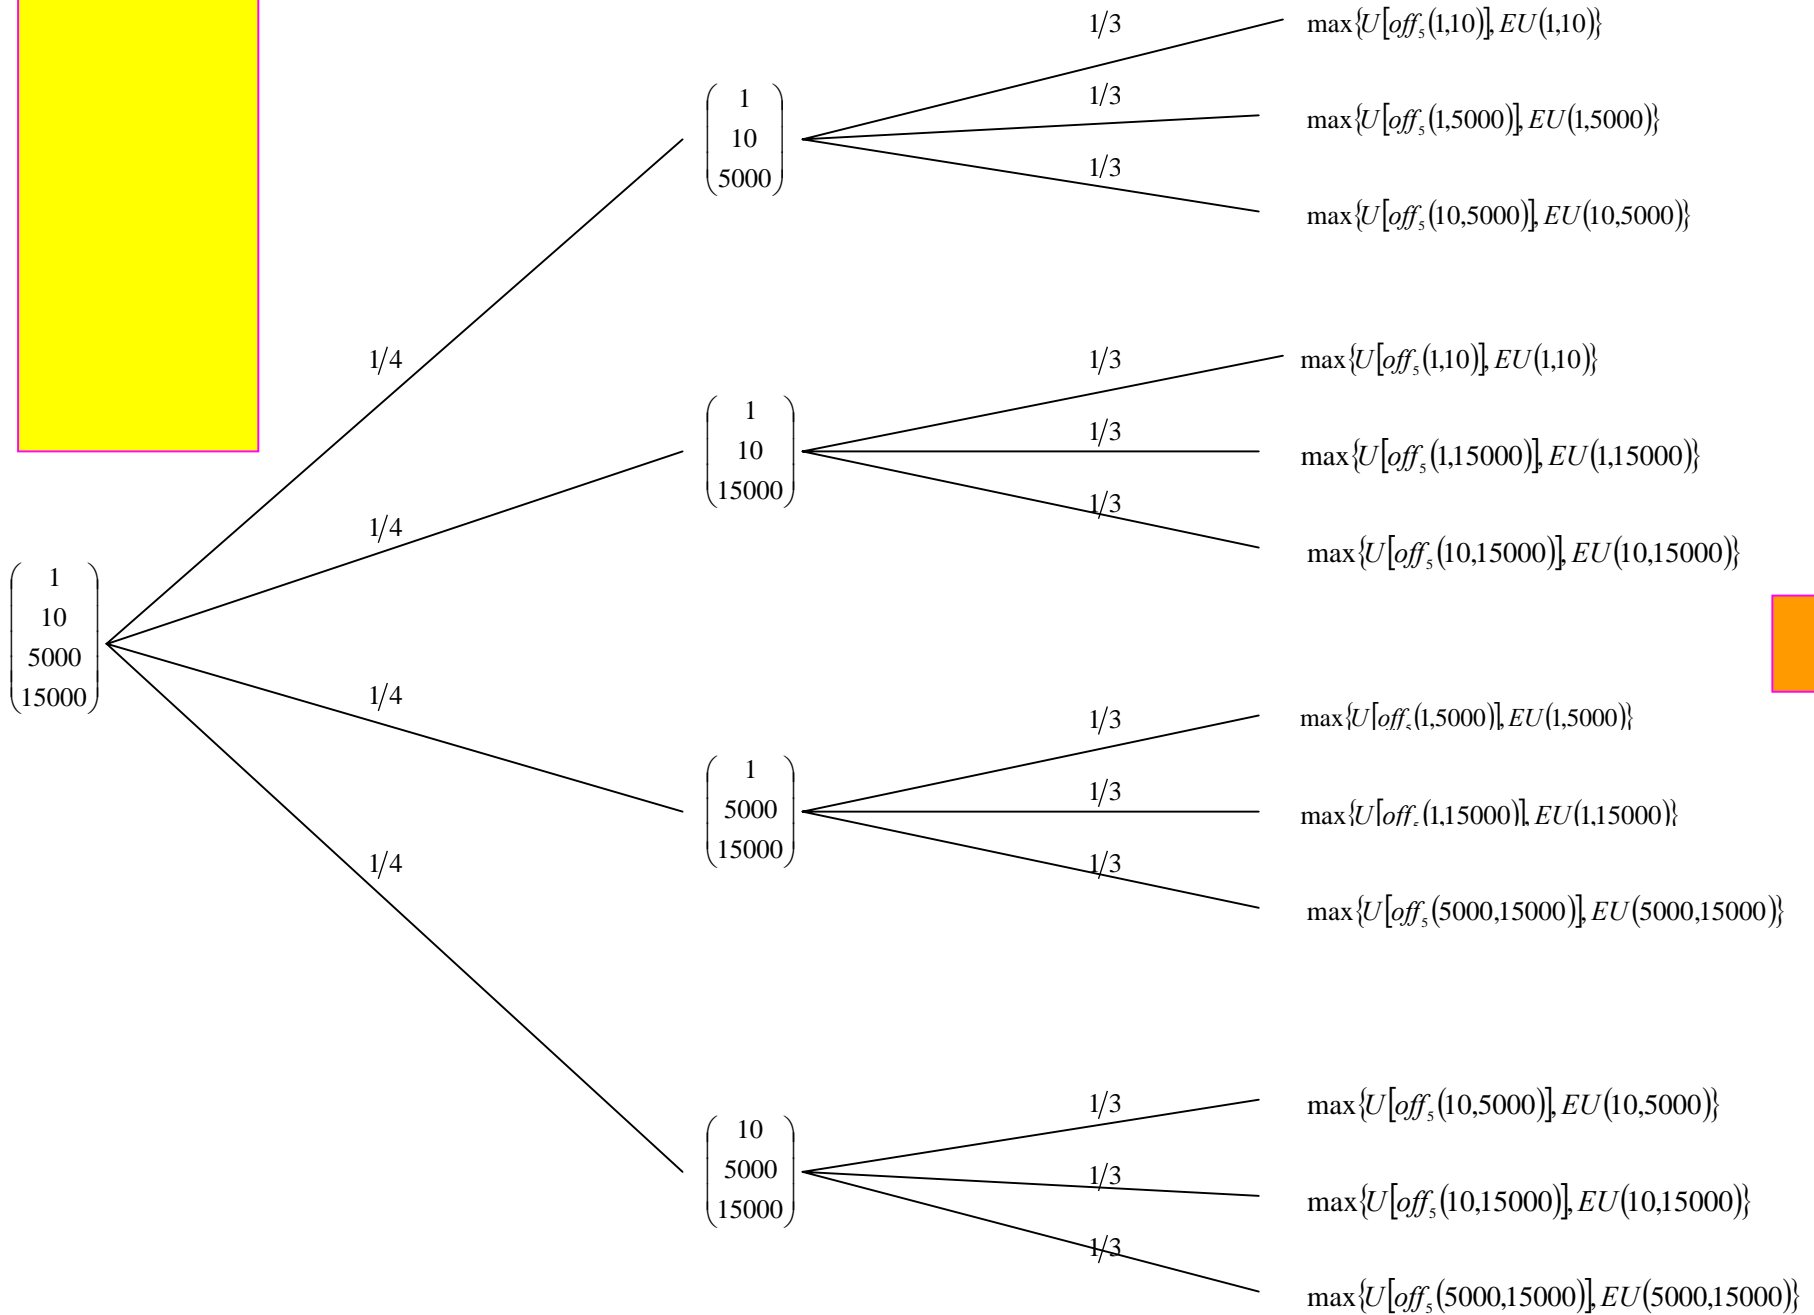 1/3
max{U[off₅(1,10)], EU(1,10)}
1/3
max{U[off₅(1,5000)], EU(1,5000)}
1/3
max{U[off₅(10,5000)], EU(10,5000)}
1
10
5000
1/4
1/3
max{U[off₅(1,10)], EU(1,10)}
1/3
max{U[off₅(1,15000)], EU(1,15000)}
1/3
max{U[off₅(10,15000)], EU(10,15000)}
1
10
15000
1/4
1
10
5000
15000
1/4
1/3
max{U[off₅(1,5000)], EU(1,5000)}
1/3
max{U[off₅(1,15000)], EU(1,15000)}
1/3
max{U[off₅(5000,15000)], EU(5000,15000)}
1
5000
15000
1/4
1/3
max{U[off₅(10,5000)], EU(10,5000)}
1/3
max{U[off₅(10,15000)], EU(10,15000)}
1/3
max{U[off₅(5000,15000)], EU(5000,15000)}
10
5000
15000